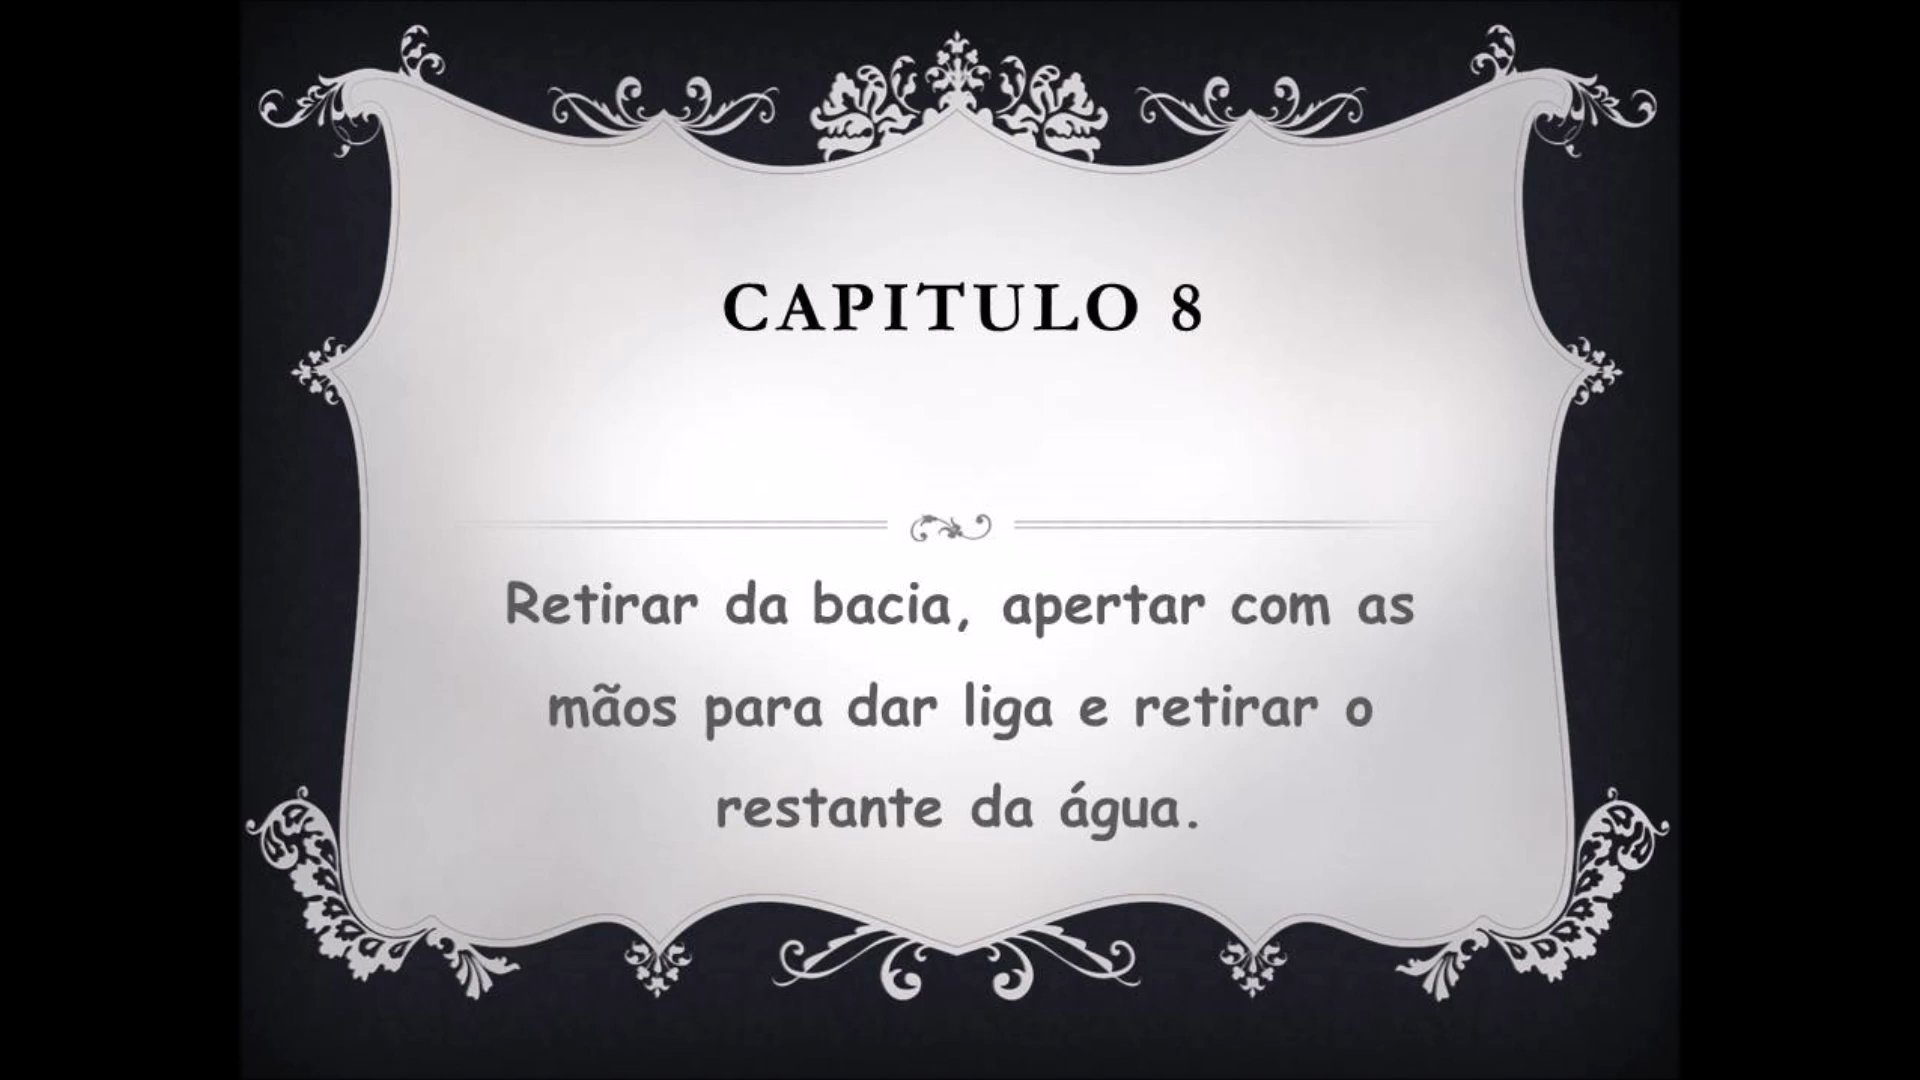 CAPITULO 8
Retirar da bacia, apertar com as
mãos para dar liga e retirar o
restante da água.